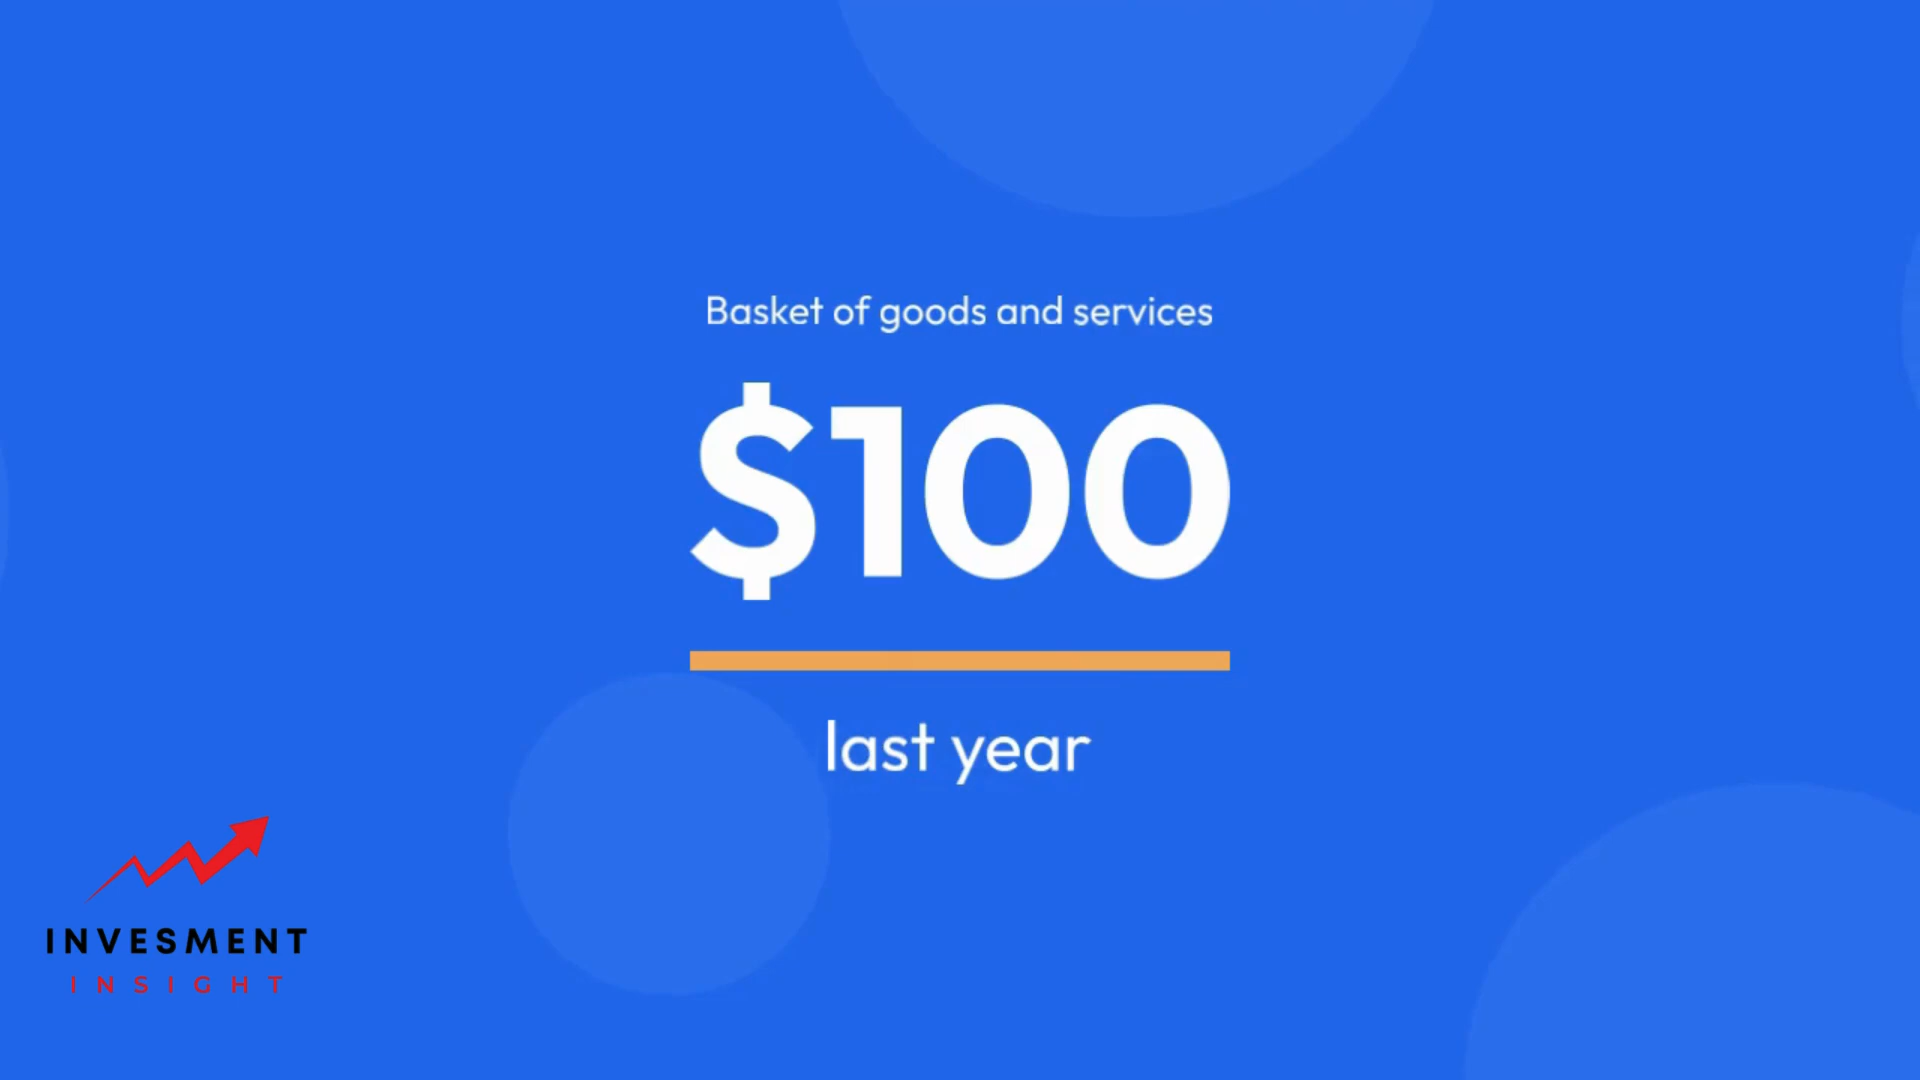 Basket of goods and services
$100
last year
INVESMENT
INSIGHT